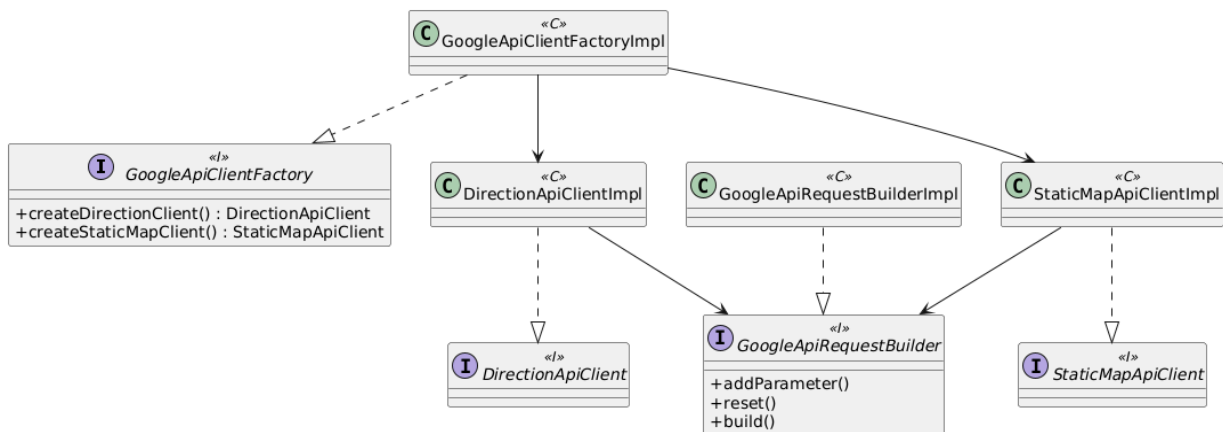 «C»
C GoogleApiClientFactoryImpl
«I»
I GoogleApiClientFactory
+createDirectionClient() : DirectionApiClient
+createStaticMapClient() : StaticMapApiClient
«C»
C DirectionApiClientImpl
«C»
C GoogleApiRequestBuilderImpl
«C»
C StaticMapApiClientImpl
«I»
I DirectionApiClient
«I»
I GoogleApiRequestBuilder
+addParameter()
+reset()
+build()
«I»
I StaticMapApiClient